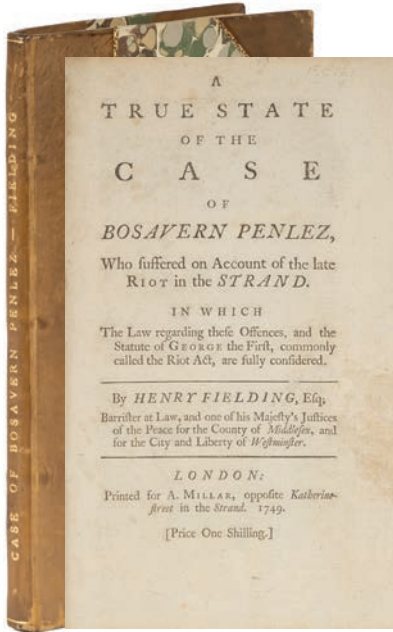 CASE OF BOSAVERN PENLEZ — FIELDING
A
TRUE STATE
OF THE
CASE
OF
BOSAVERN PENLEZ,
Who suffered on Account of the late
RIOT in the STRAND.
IN WHICH
The Law regarding these Offences, and the
Statute of GEORGE the First, commonly
called the Riot Act, are fully considered.
By HENRY FIELDING, Esq;
Barrister at Law, and one of his Majesty's Justices
of the Peace for the County of Middlesex, and
for the City and Liberty of Westminster.
LONDON:
Printed for A. MILLAR, opposite Katherine-
street in the Strand. 1749.
[Price One Shilling.]